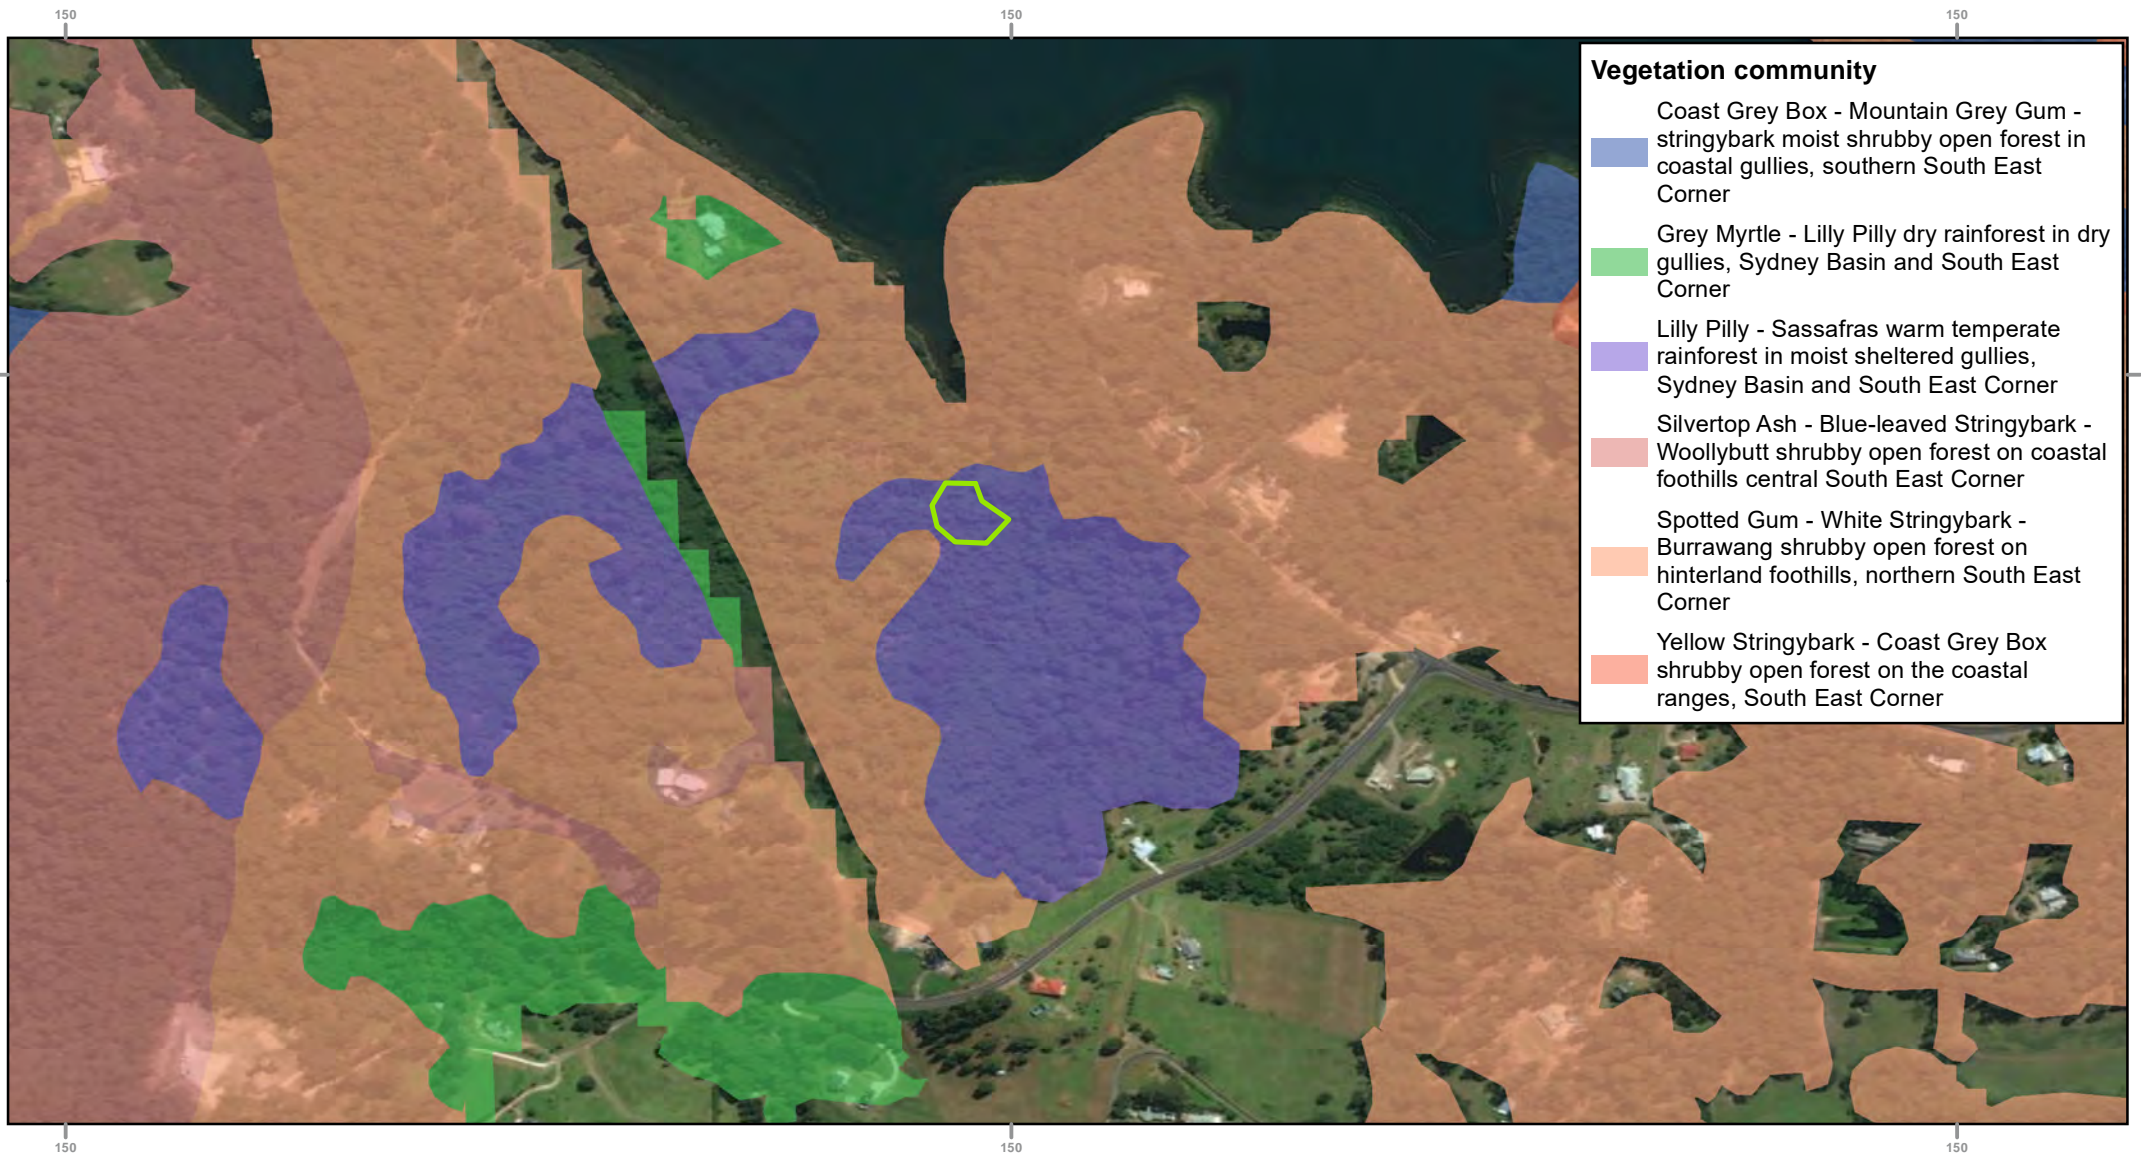 150
150
150
Vegetation community
Coast Grey Box - Mountain Grey Gum -
stringybark moist shrubby open forest in
coastal gullies, southern South East
Corner
Grey Myrtle - Lilly Pilly dry rainforest in dry
gullies, Sydney Basin and South East
Corner
Lilly Pilly - Sassafras warm temperate
rainforest in moist sheltered gullies,
Sydney Basin and South East Corner
Silvertop Ash - Blue-leaved Stringybark -
Woollybutt shrubby open forest on coastal
foothills central South East Corner
Spotted Gum - White Stringybark -
Burrawang shrubby open forest on
hinterland foothills, northern South East
Corner
Yellow Stringybark - Coast Grey Box
shrubby open forest on the coastal
ranges, South East Corner
150
150
150